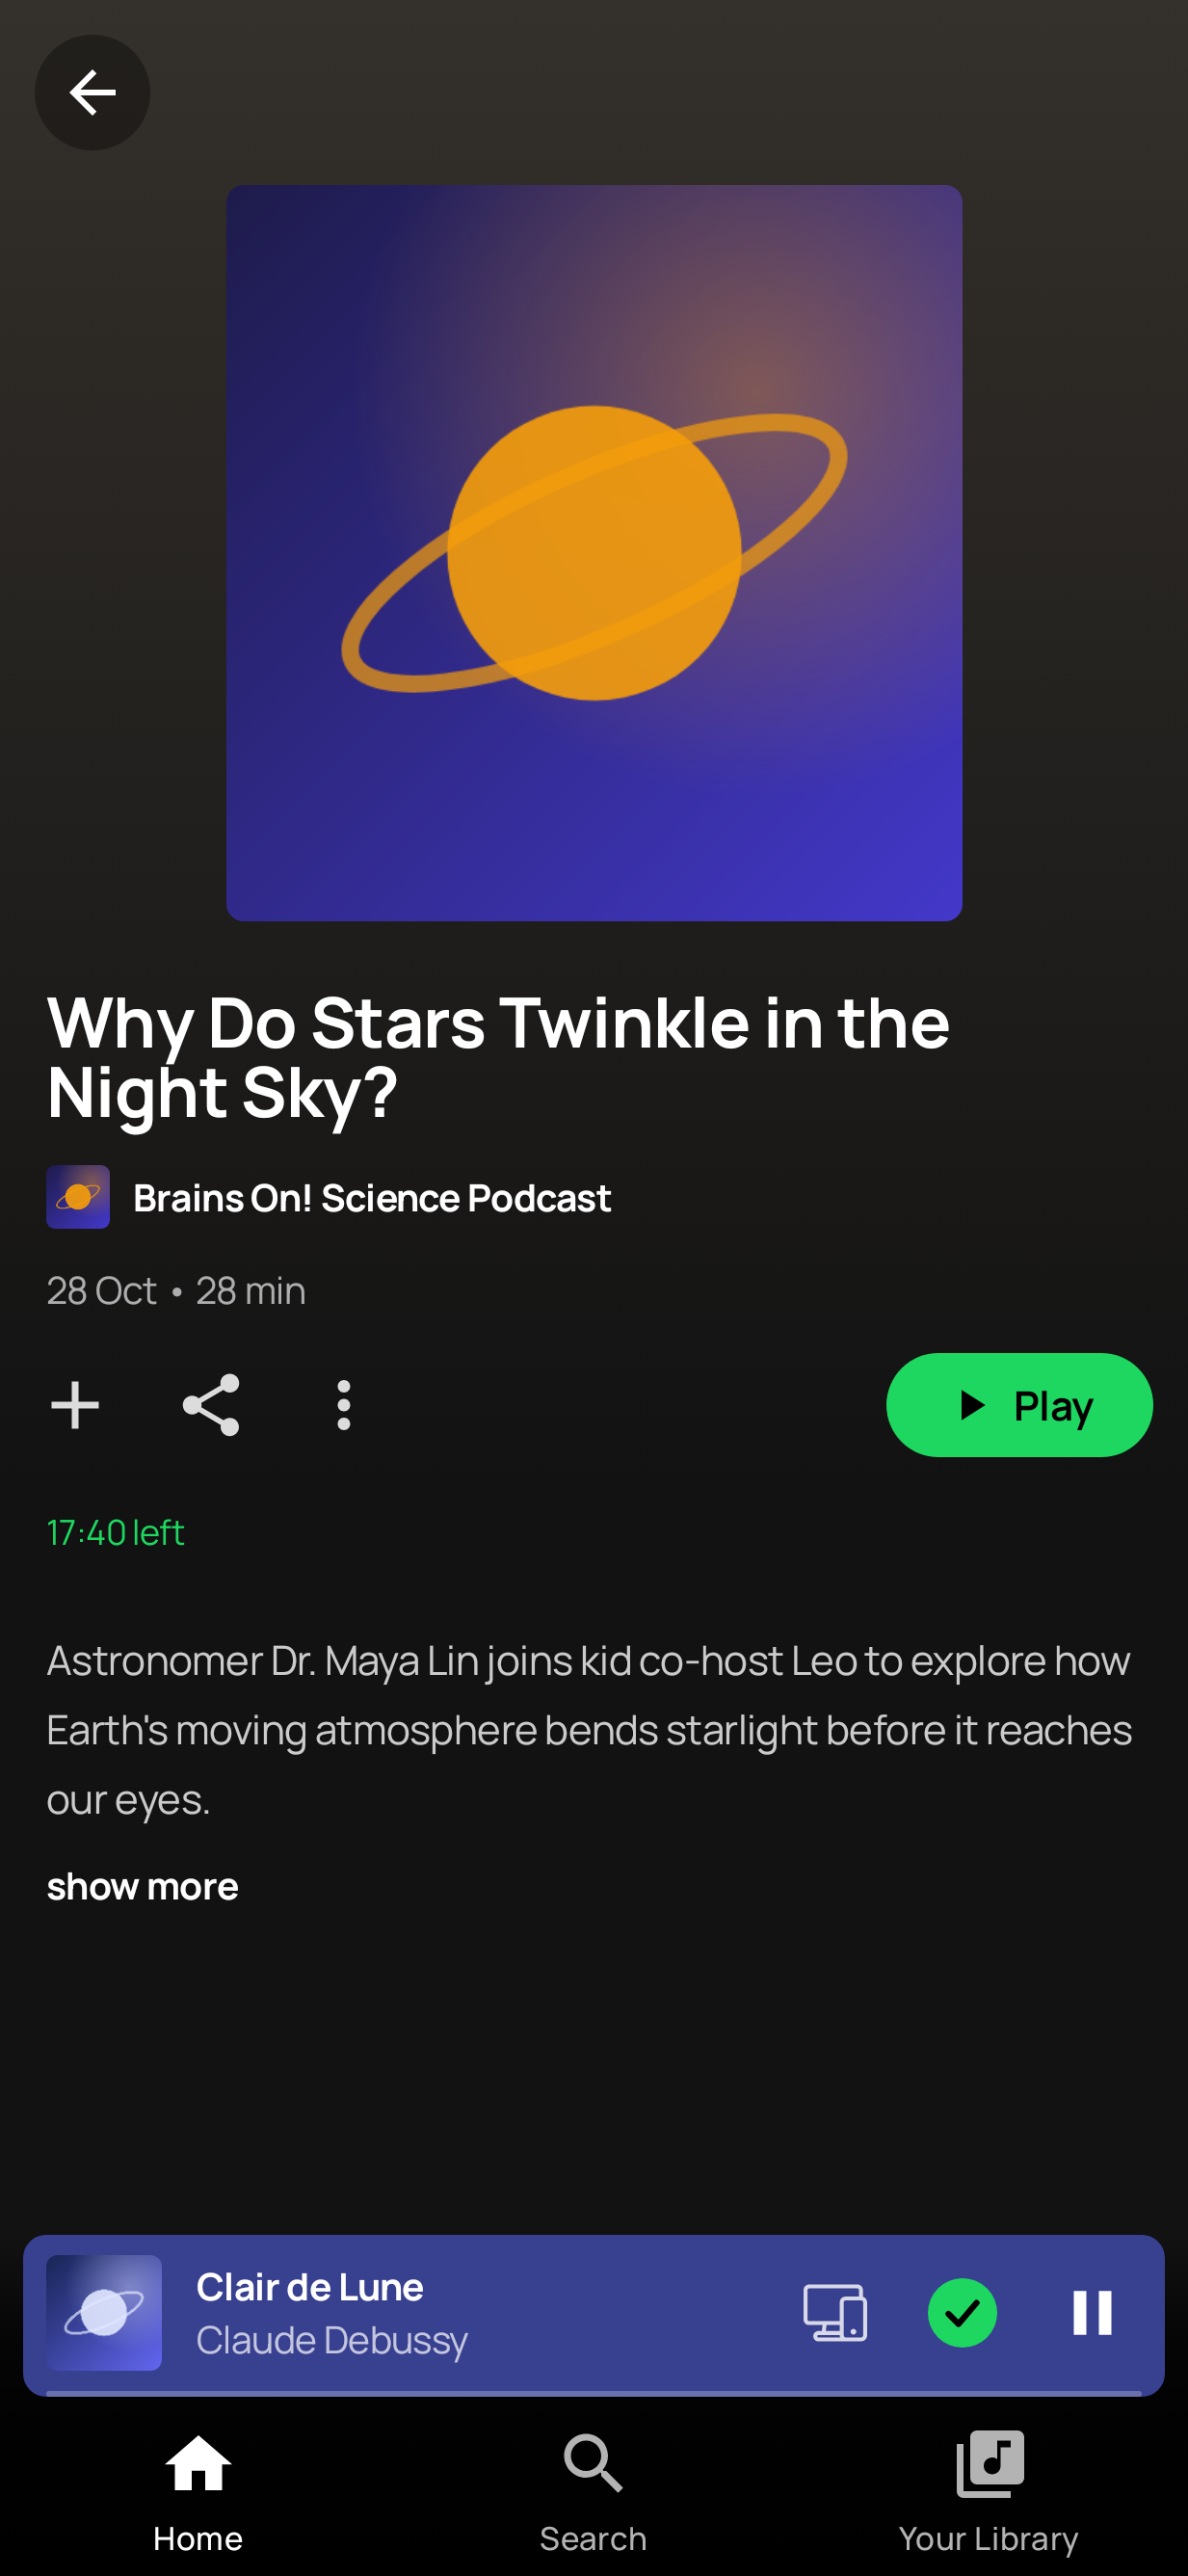 Why Do Stars Twinkle in the
Night Sky?
Brains On! Science Podcast
28 Oct • 28 min
Play
17:40 left
Astronomer Dr. Maya Lin joins kid co-host Leo to explore how
Earth's moving atmosphere bends starlight before it reaches
our eyes.
show more
Clair de Lune
Claude Debussy
Home
Search
Your Library